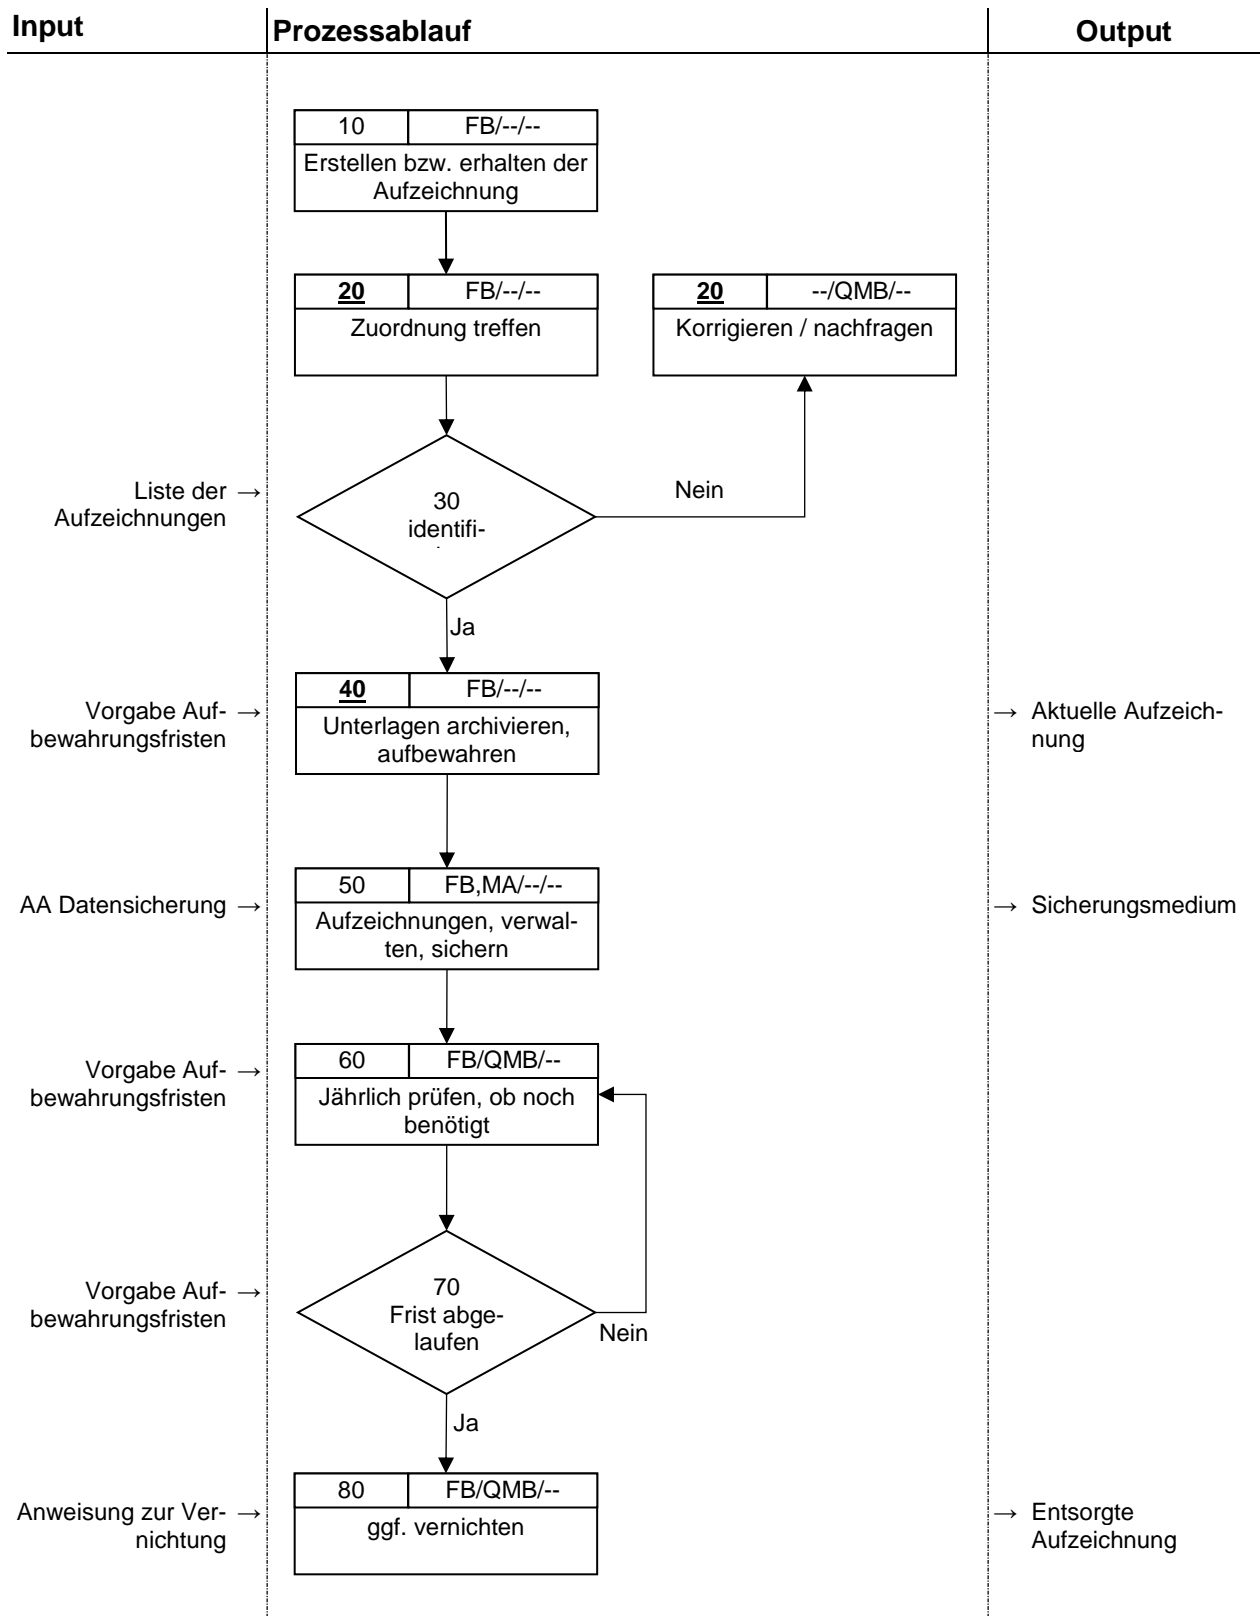 Input
Prozessablauf
Output
10
FB/--/--
Erstellen bzw. erhalten der
Aufzeichnung
20
FB/--/--
Zuordnung treffen
20
--/QMB/--
Korrigieren / nachfragen
Liste der →
Aufzeichnungen
30
identifi-
Nein
Ja
Vorgabe Auf- →
bewahrungsfristen
40
FB/--/--
Unterlagen archivieren,
aufbewahren
→ Aktuelle Aufzeich-
nung
AA Datensicherung →
50
FB,MA/--/--
Aufzeichnungen, verwal-
ten, sichern
→ Sicherungsmedium
Vorgabe Auf- →
bewahrungsfristen
60
FB/QMB/--
Jährlich prüfen, ob noch
benötigt
Vorgabe Auf- →
bewahrungsfristen
70
Frist abge-
laufen
Nein
Ja
Anweisung zur Ver- →
nichtung
80
FB/QMB/--
ggf. vernichten
→ Entsorgte
Aufzeichnung